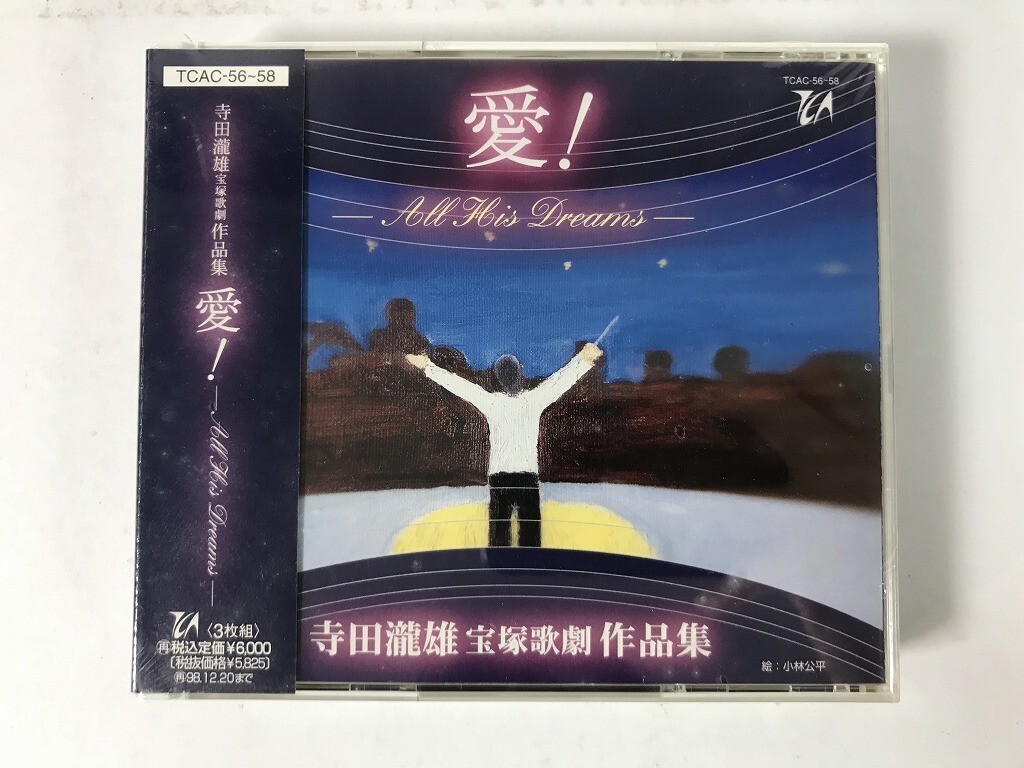 TCAC-56~58
寺田瀧雄宝塚歌劇作品集
愛!
—All His Dreams—
TCA
〈3枚組〉
再税込定価¥6,000
〔税抜価格¥5,825〕
再98.12.20まで
TCAC-56~58
TCA
愛!
—All His Dreams—
寺田瀧雄 宝塚歌劇 作品集
絵:小林公平